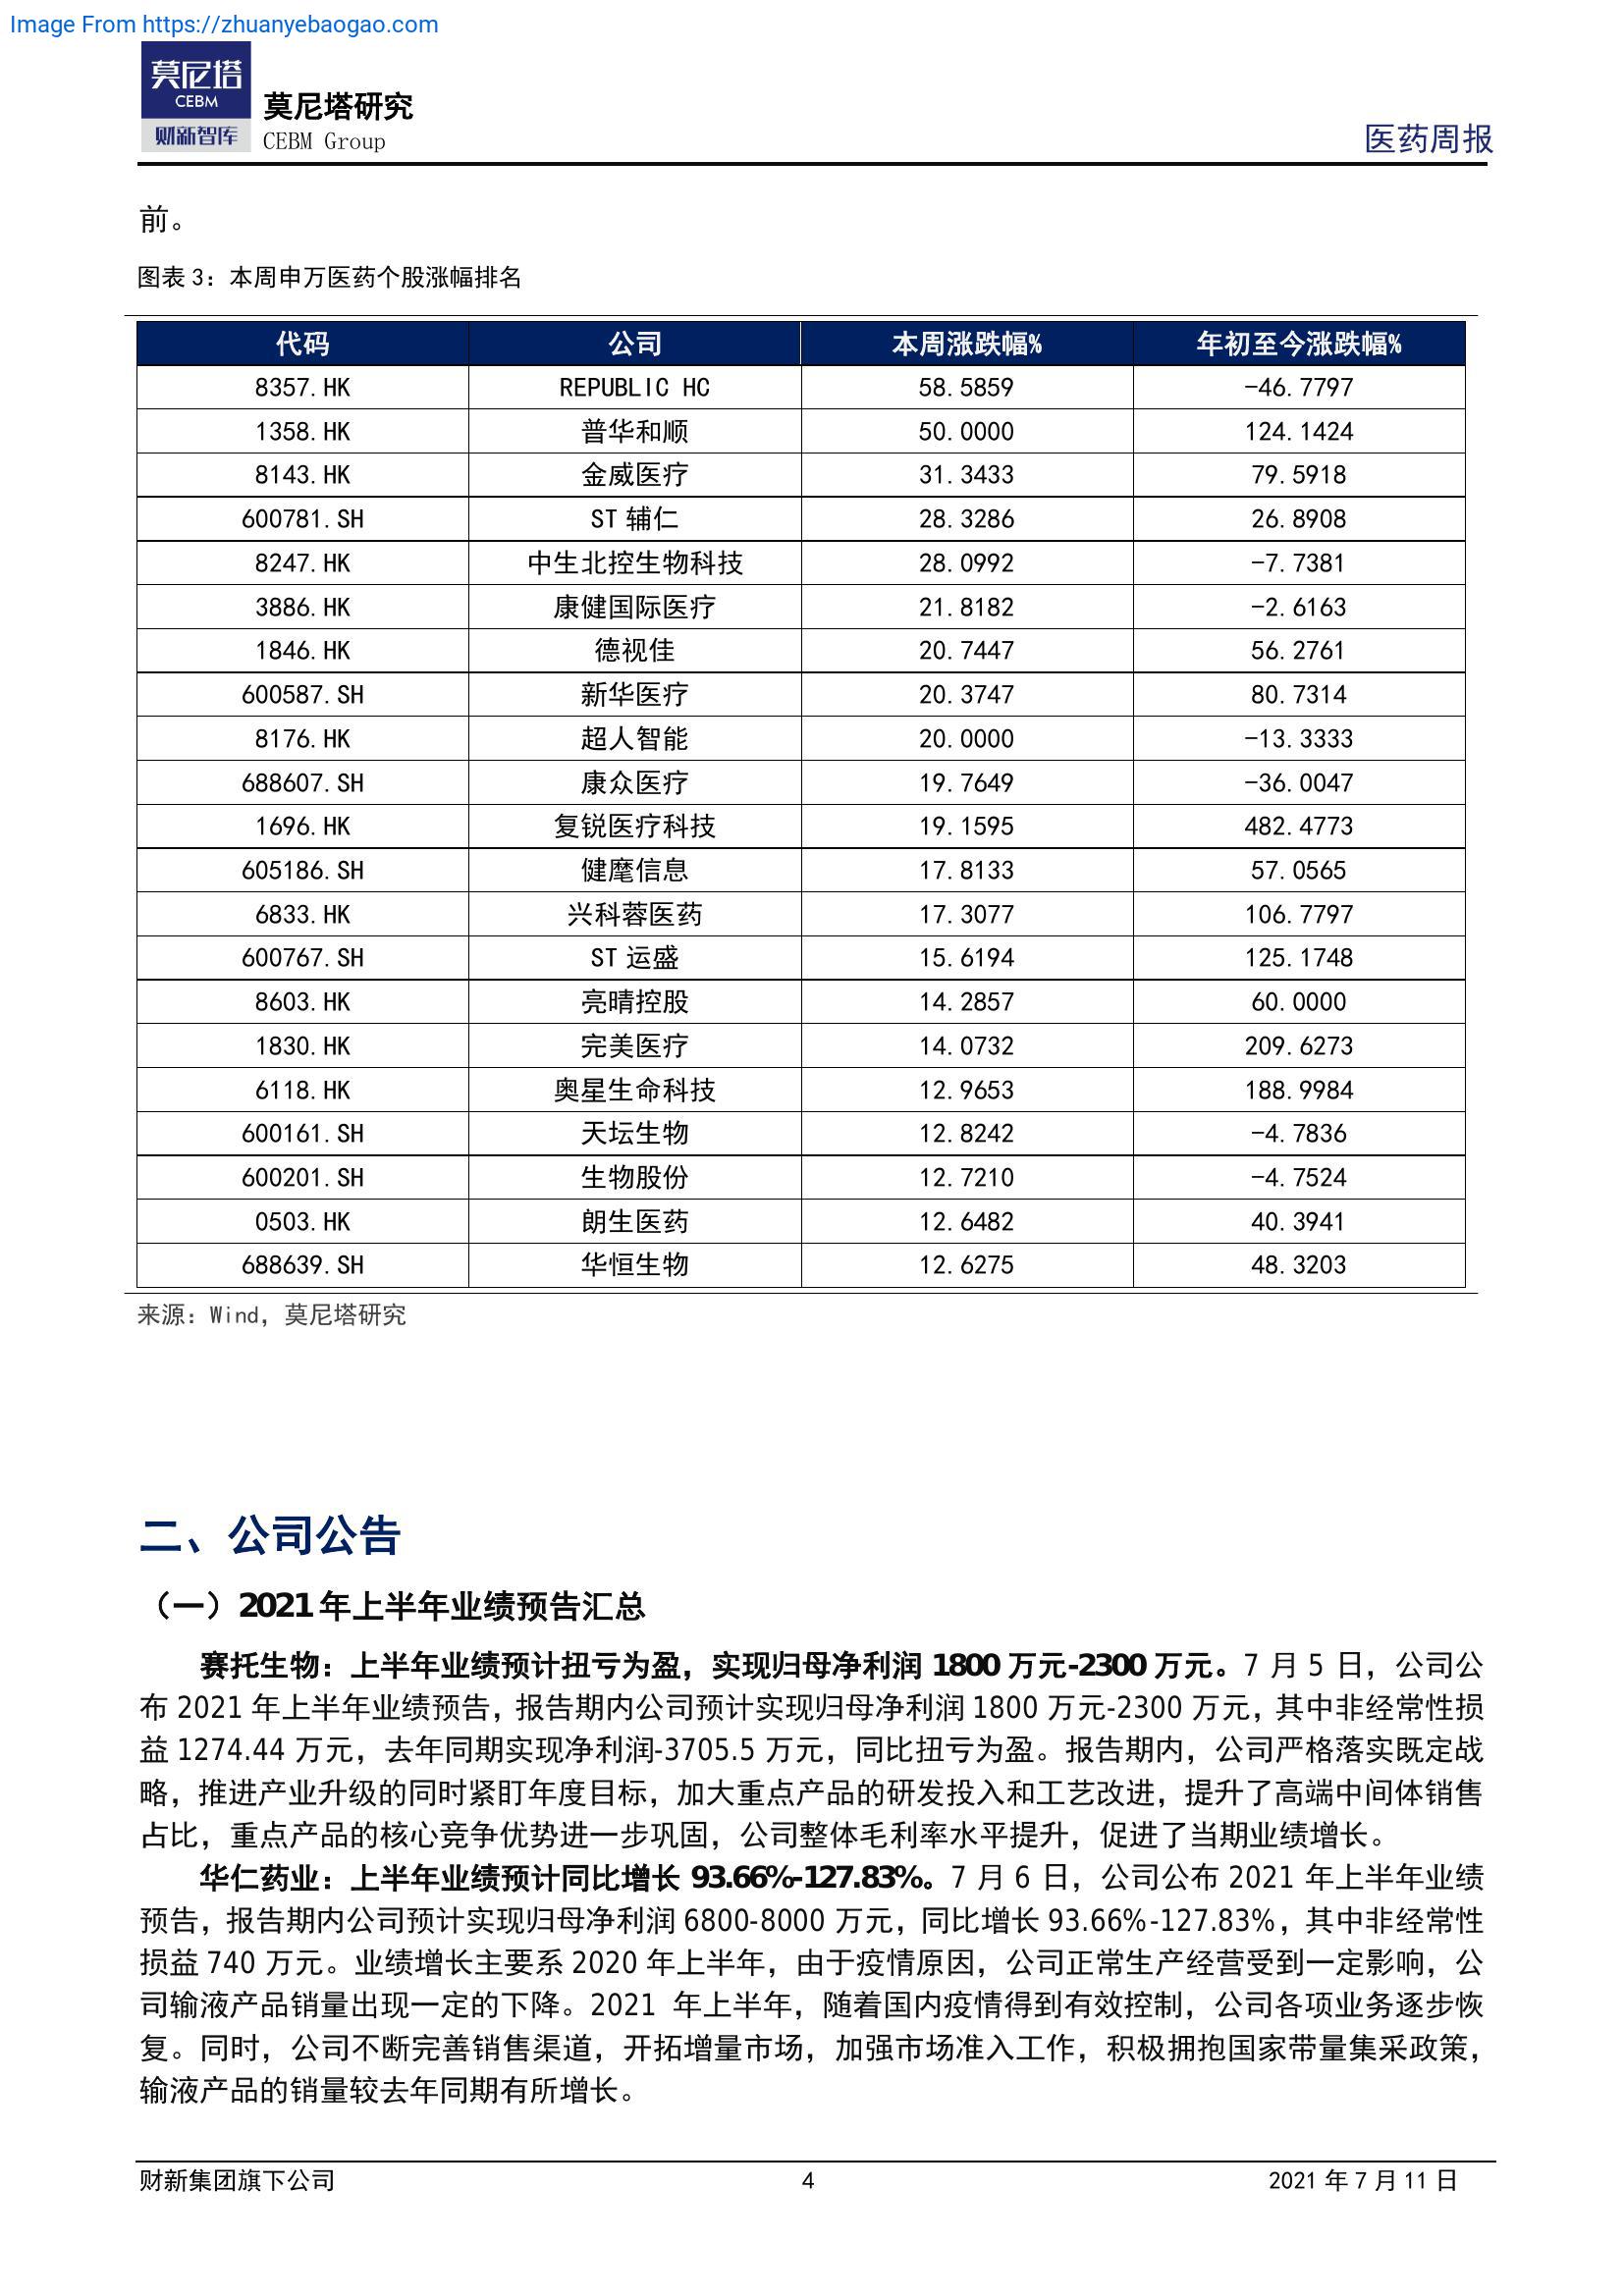 Image From https://zhuanyebaogao.com
莫尼塔
CEBM
财新智库
莫尼塔研究
CEBM Group
医药周报
前。
图表 3：本周申万医药个股涨幅排名
代码 公司 本周涨跌幅% 年初至今涨跌幅%
8357.HK REPUBLIC HC 58.5859 -46.7797
1358.HK 普华和顺 50.0000 124.1424
8143.HK 金威医疗 31.3433 79.5918
600781.SH ST 辅仁 28.3286 26.8908
8247.HK 中生北控生物科技 28.0992 -7.7381
3886.HK 康健国际医疗 21.8182 -2.6163
1846.HK 德视佳 20.7447 56.2761
600587.SH 新华医疗 20.3747 80.7314
8176.HK 超人智能 20.0000 -13.3333
688607.SH 康众医疗 19.7649 -36.0047
1696.HK 复锐医疗科技 19.1595 482.4773
605186.SH 健麾信息 17.8133 57.0565
6833.HK 兴科蓉医药 17.3077 106.7797
600767.SH ST 运盛 15.6194 125.1748
8603.HK 亮晴控股 14.2857 60.0000
1830.HK 完美医疗 14.0732 209.6273
6118.HK 奥星生命科技 12.9653 188.9984
600161.SH 天坛生物 12.8242 -4.7836
600201.SH 生物股份 12.7210 -4.7524
0503.HK 朗生医药 12.6482 40.3941
688639.SH 华恒生物 12.6275 48.3203
来源：Wind，莫尼塔研究
二、公司公告
（一）2021 年上半年业绩预告汇总
赛托生物：上半年业绩预计扭亏为盈，实现归母净利润 1800 万元-2300 万元。7 月 5 日，公司公
布 2021 年上半年业绩预告，报告期内公司预计实现归母净利润 1800 万元-2300 万元，其中非经常性损
益 1274.44 万元，去年同期实现净利润-3705.5 万元，同比扭亏为盈。报告期内，公司严格落实既定战
略，推进产业升级的同时紧盯年度目标，加大重点产品的研发投入和工艺改进，提升了高端中间体销售
占比，重点产品的核心竞争优势进一步巩固，公司整体毛利率水平提升，促进了当期业绩增长。
华仁药业：上半年业绩预计同比增长 93.66%-127.83%。7 月 6 日，公司公布 2021 年上半年业绩
预告，报告期内公司预计实现归母净利润 6800-8000 万元，同比增长 93.66%-127.83%，其中非经常性
损益 740 万元。业绩增长主要系 2020 年上半年，由于疫情原因，公司正常生产经营受到一定影响，公
司输液产品销量出现一定的下降。2021 年上半年，随着国内疫情得到有效控制，公司各项业务逐步恢
复。同时，公司不断完善销售渠道，开拓增量市场，加强市场准入工作，积极拥抱国家带量集采政策，
输液产品的销量较去年同期有所增长。
财新集团旗下公司 4 2021 年 7 月 11 日